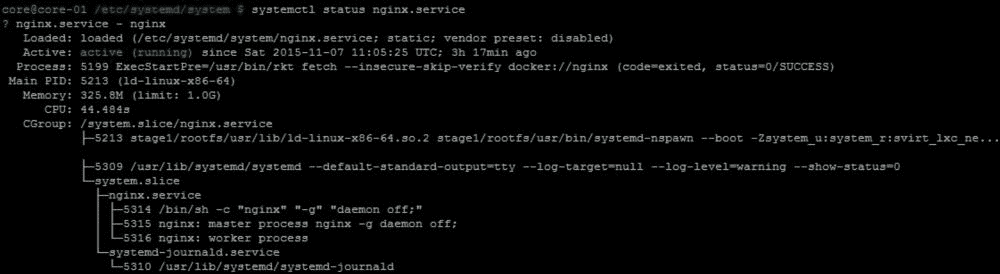 core@core-01 /etc/systemd/system $ systemctl status nginx.service
? nginx.service - nginx
   Loaded: loaded (/etc/systemd/system/nginx.service; static; vendor preset: disabled)
   Active: active (running) since Sat 2015-11-07 11:05:25 UTC; 3h 17min ago
  Process: 5199 ExecStartPre=/usr/bin/rkt fetch --insecure-skip-verify docker://nginx (code=exited, status=0/SUCCESS)
 Main PID: 5213 (ld-linux-x86-64)
   Memory: 325.8M (limit: 1.0G)
      CPU: 44.484s
   CGroup: /system.slice/nginx.service
           ├─5213 stage1/rootfs/usr/lib/ld-linux-x86-64.so.2 stage1/rootfs/usr/bin/systemd-nspawn --boot -Zsystem_u:system_r:svirt_lxc_ne...
           ├─5309 /usr/lib/systemd/systemd --default-standard-output=tty --log-target=null --log-level=warning --show-status=0
           └─system.slice
             ├─nginx.service
             │ ├─5314 /bin/sh -c "nginx" "-g" "daemon off;"
             │ ├─5315 nginx: master process nginx -g daemon off;
             │ └─5316 nginx: worker process
             └─systemd-journald.service
               └─5310 /usr/lib/systemd/systemd-journald